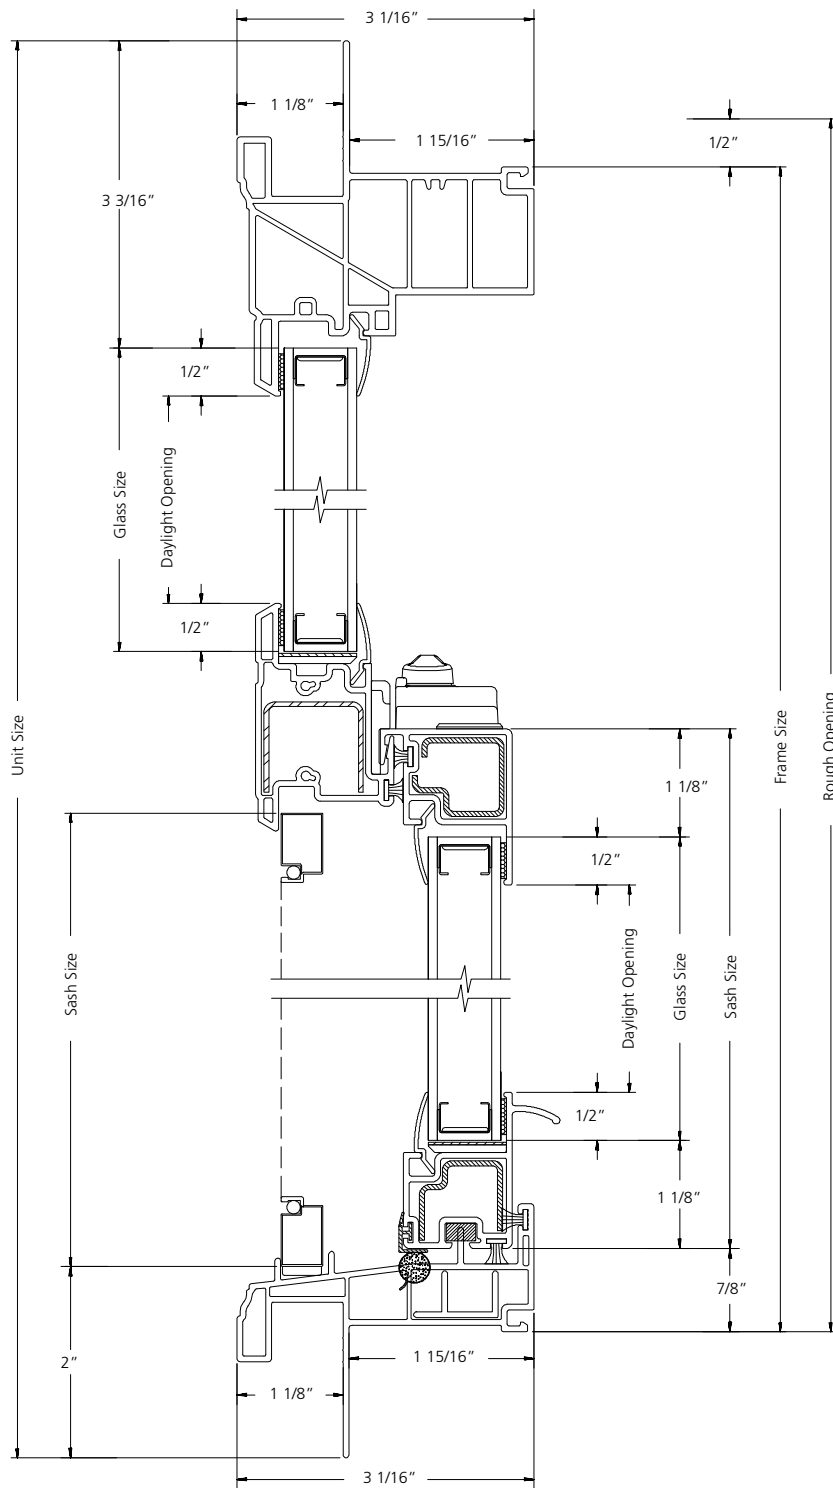 3 1/16”
1 1/8”
1 15/16”
1/2”
3 3/16”
1/2”
Glass Size
Daylight Opening
1/2”
Unit Size
Frame Size
Rough Opening
1 1/8”
1/2”
Sash Size
Daylight Opening
Glass Size
Sash Size
1/2”
1 1/8”
7/8”
2”
1 15/16”
1 1/8”
3 1/16”